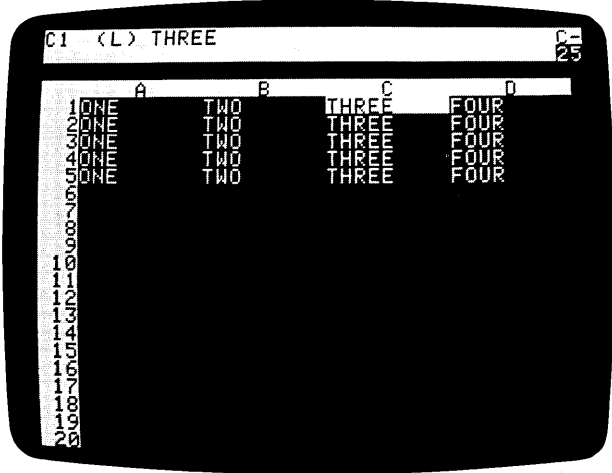 C1 (L) THREE C-
25
A B C D
1 ONE TWO THREE FOUR
2 ONE TWO THREE FOUR
3 ONE TWO THREE FOUR
4 ONE TWO THREE FOUR
5 ONE TWO THREE FOUR
6
7
8
9
10
11
12
13
14
15
16
17
18
19
20